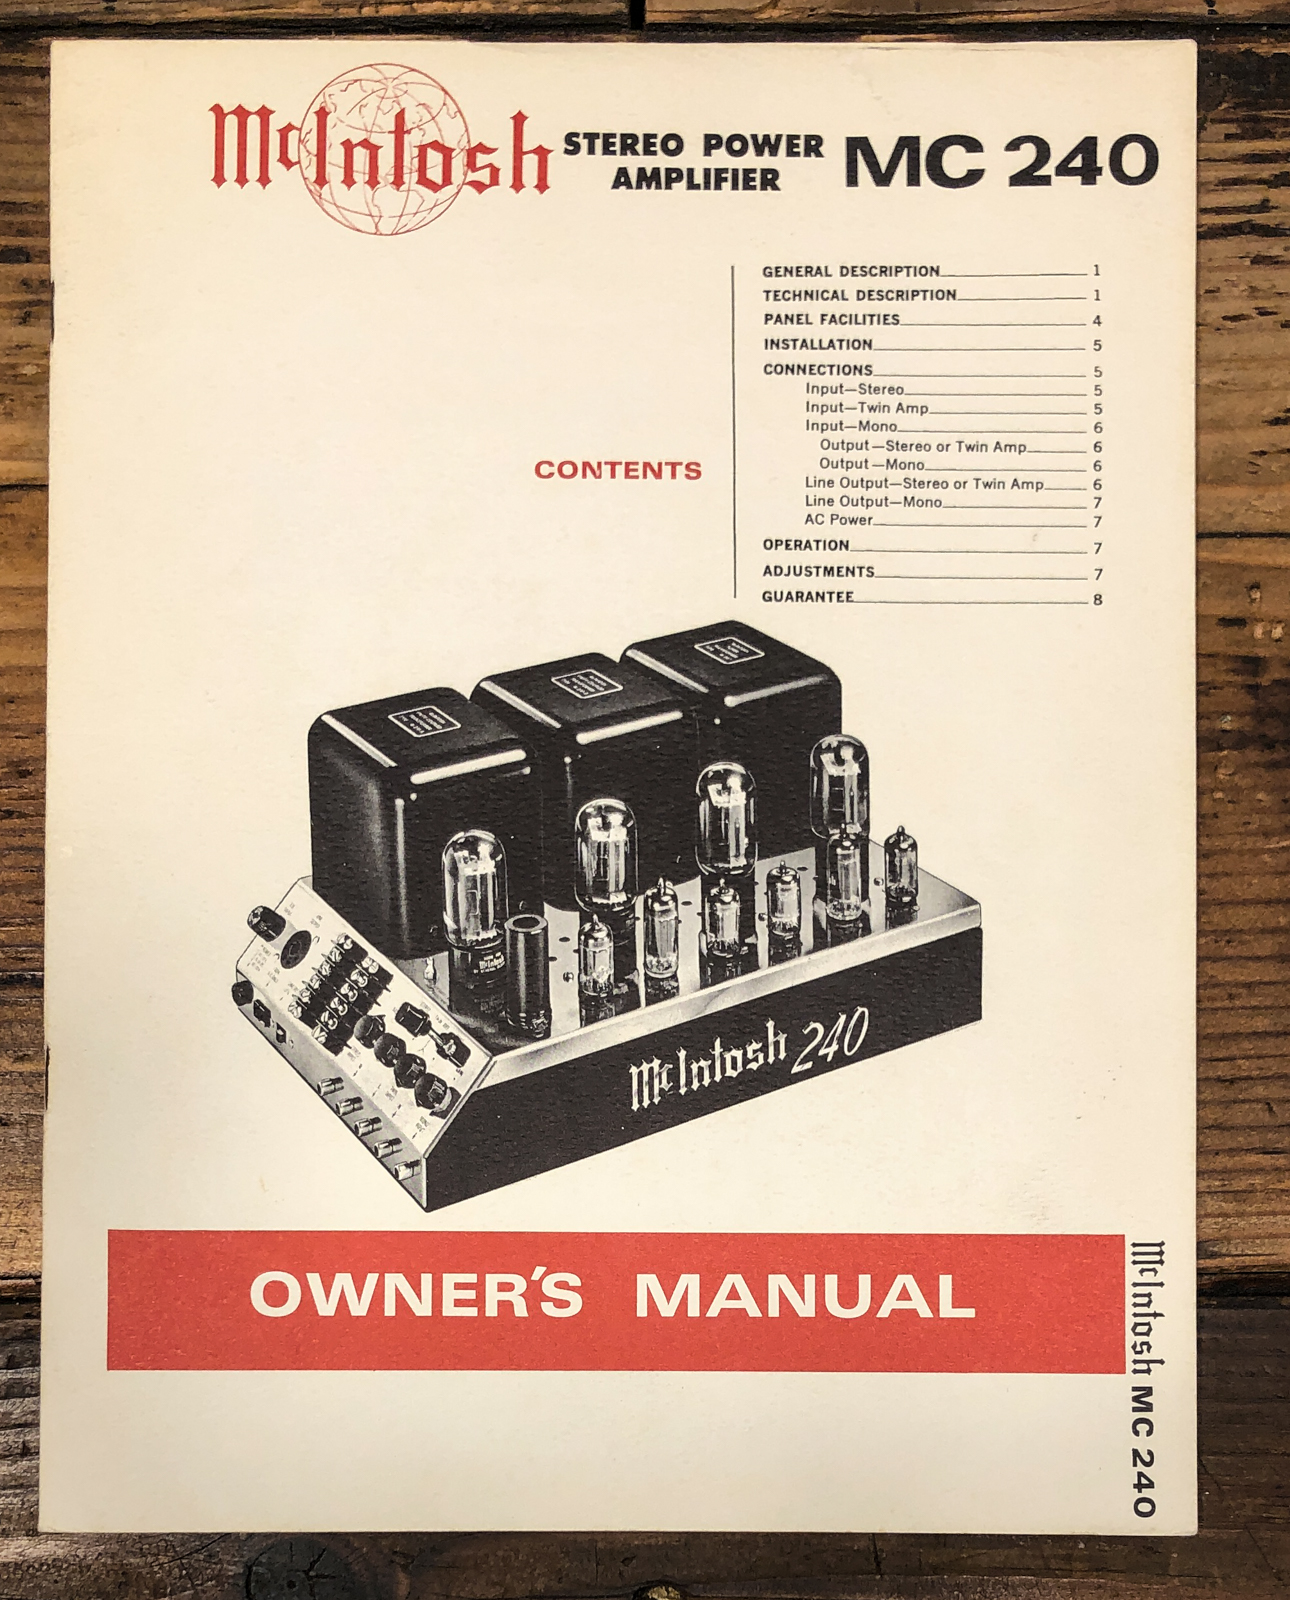 McIntosh STEREO POWER AMPLIFIER MC 240
GENERAL DESCRIPTION 1
TECHNICAL DESCRIPTION 1
PANEL FACILITIES 4
INSTALLATION 5
CONNECTIONS 5
Input—Stereo 5
Input—Twin Amp 5
Input—Mono 6
Output—Stereo or Twin Amp 6
Output—Mono 6
Line Output—Stereo or Twin Amp 6
Line Output—Mono 7
AC Power 7
OPERATION 7
ADJUSTMENTS 7
GUARANTEE 8
CONTENTS
McIntosh
McIntosh 240
OWNER'S MANUAL
McIntosh MC 240